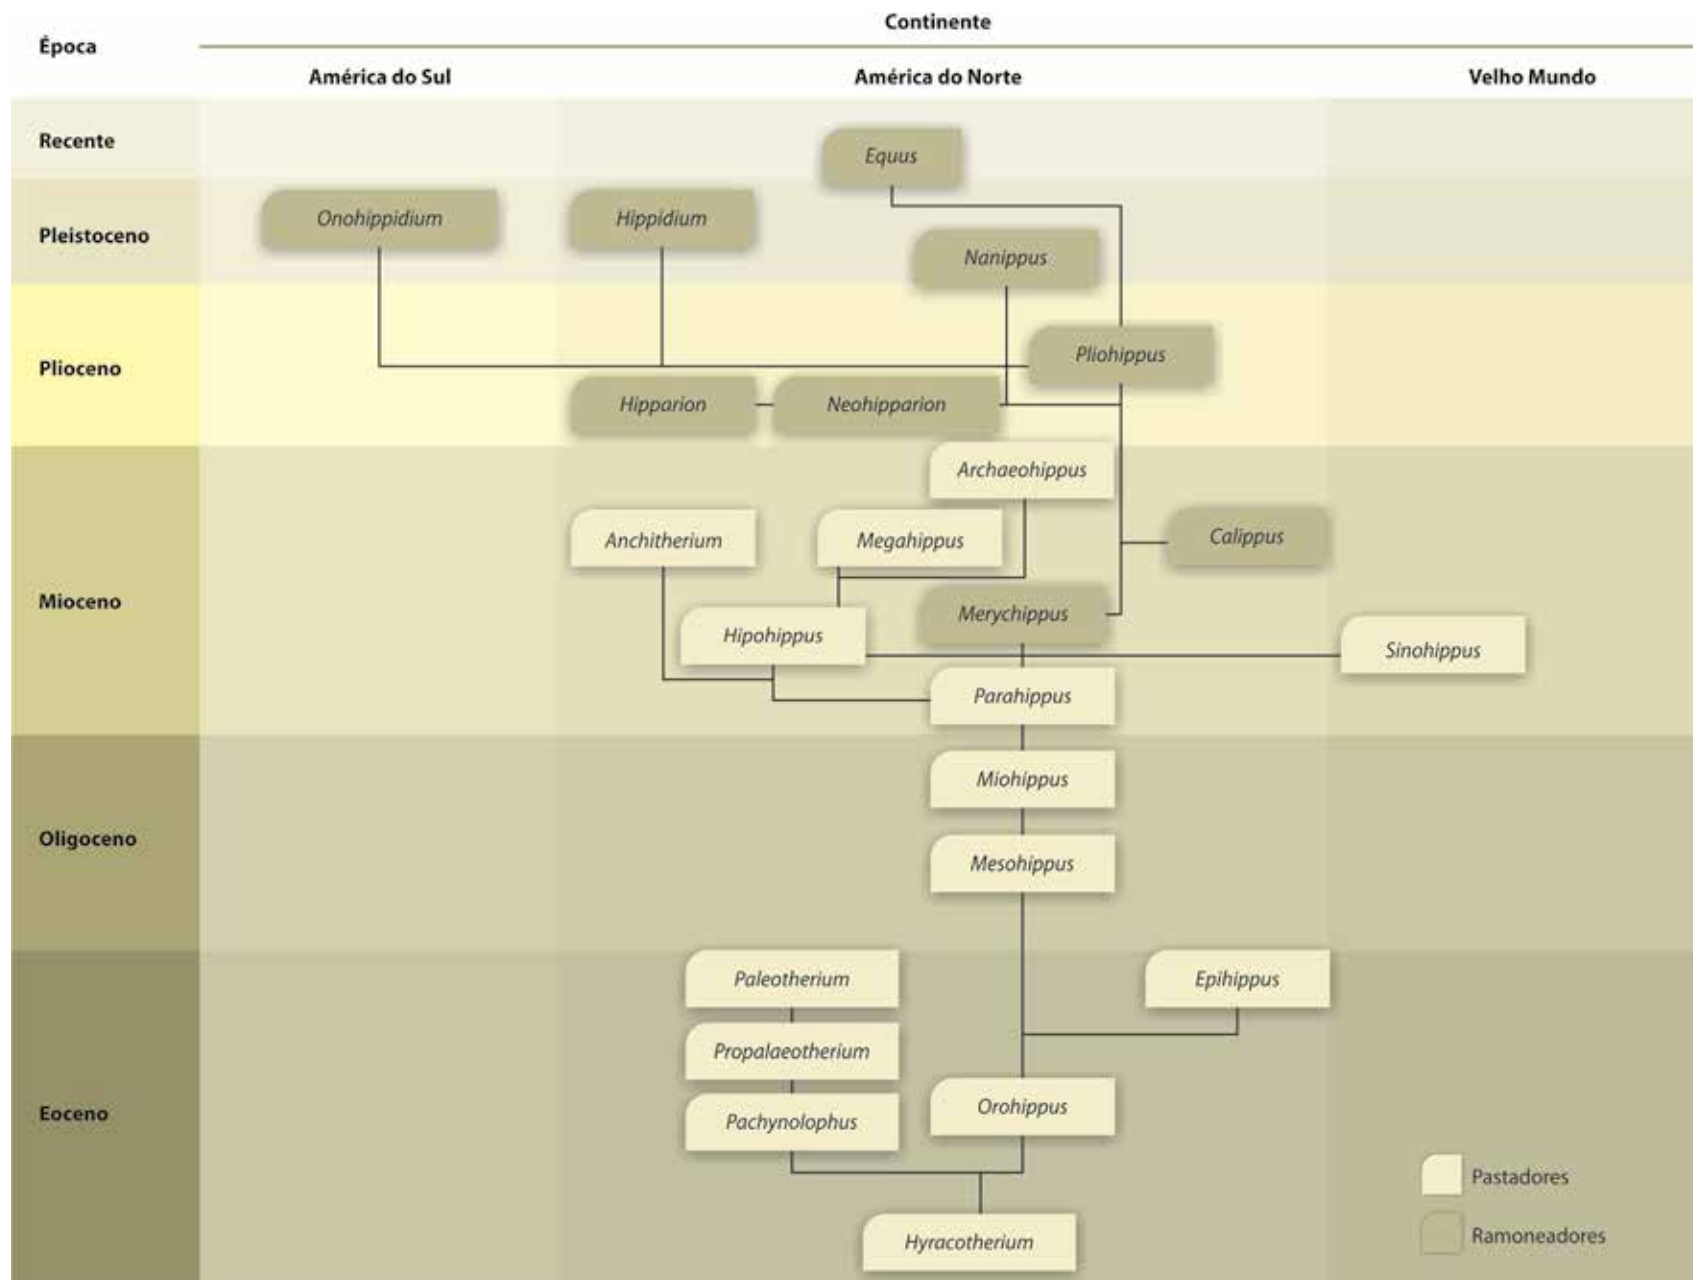 Continente
Época
América do Sul
América do Norte
Velho Mundo
Recente
Equus
Pleistoceno
Onohippidium
Hippidium
Nanippus
Plioceno
Pliohippus
Hipparion
Neohipparion
Mioceno
Archaeohippus
Anchitherium
Megahippus
Calippus
Merychippus
Hipohippus
Sinohippus
Parahippus
Oligoceno
Miohippus
Mesohippus
Eoceno
Paleotherium
Epihippus
Propalaeotherium
Orohippus
Pachynolophus
Hyracotherium
Pastadores
Ramoneadores